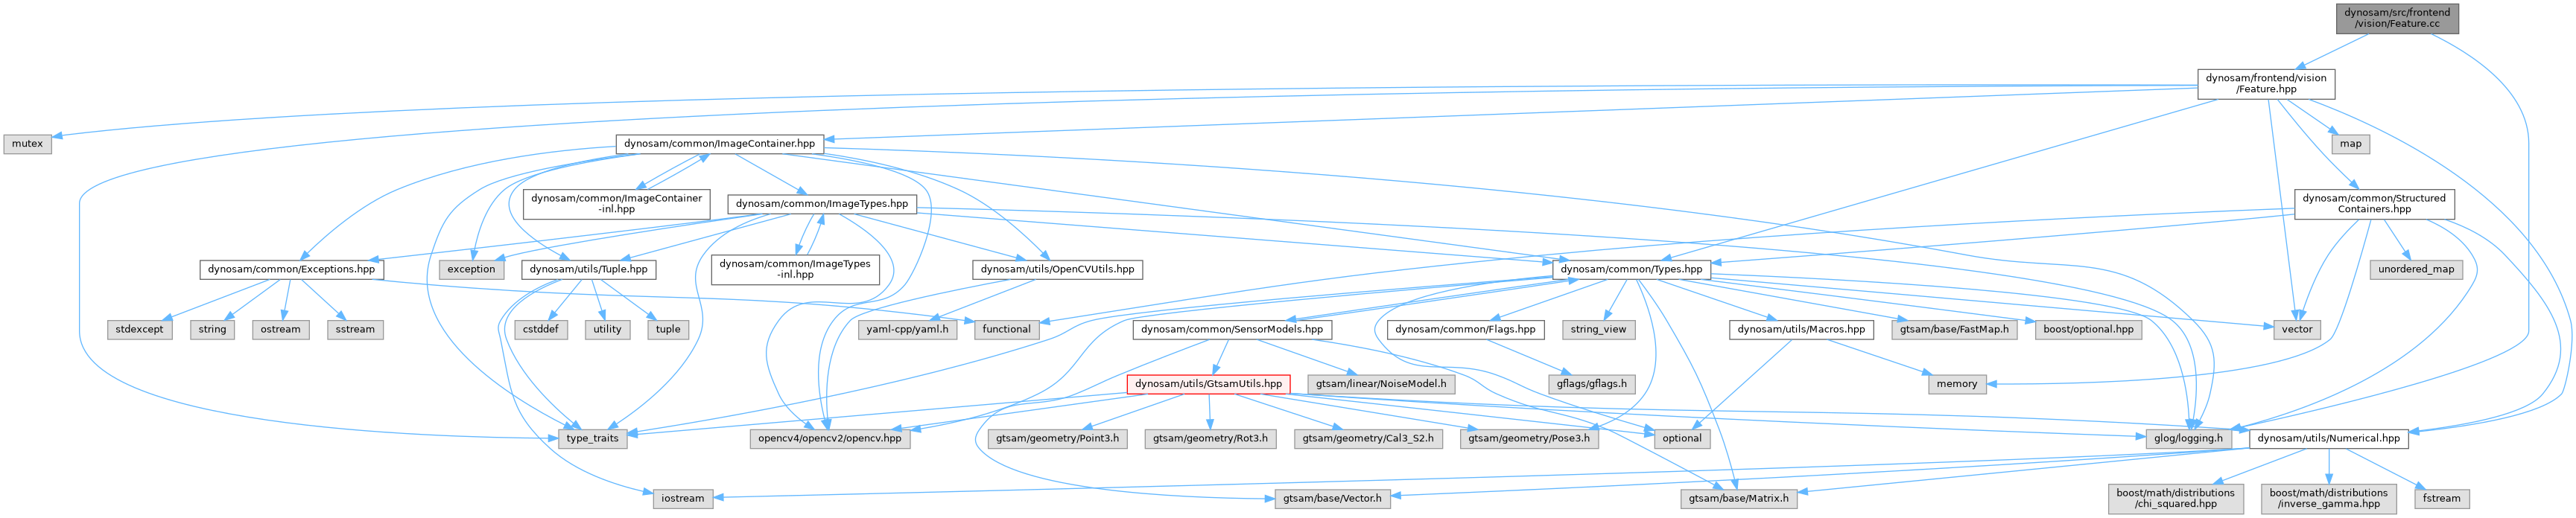 dynosam/src/frontend
/vision/Feature.cc
dynosam/frontend/vision
/Feature.hpp
mutex
dynosam/common/ImageContainer.hpp
map
dynosam/common/ImageContainer
-inl.hpp
dynosam/common/ImageTypes.hpp
dynosam/common/Structured
Containers.hpp
dynosam/common/Exceptions.hpp
exception
dynosam/utils/Tuple.hpp
dynosam/common/ImageTypes
-inl.hpp
dynosam/utils/OpenCVUtils.hpp
dynosam/common/Types.hpp
unordered_map
stdexcept
string
ostream
sstream
cstddef
utility
tuple
yaml-cpp/yaml.h
functional
dynosam/common/SensorModels.hpp
dynosam/common/Flags.hpp
string_view
dynosam/utils/Macros.hpp
gtsam/base/FastMap.h
boost/optional.hpp
vector
dynosam/utils/GtsamUtils.hpp
gtsam/linear/NoiseModel.h
gflags/gflags.h
memory
type_traits
opencv4/opencv2/opencv.hpp
gtsam/geometry/Point3.h
gtsam/geometry/Rot3.h
gtsam/geometry/Cal3_S2.h
gtsam/geometry/Pose3.h
optional
glog/logging.h
dynosam/utils/Numerical.hpp
iostream
gtsam/base/Vector.h
gtsam/base/Matrix.h
boost/math/distributions
/chi_squared.hpp
boost/math/distributions
/inverse_gamma.hpp
fstream